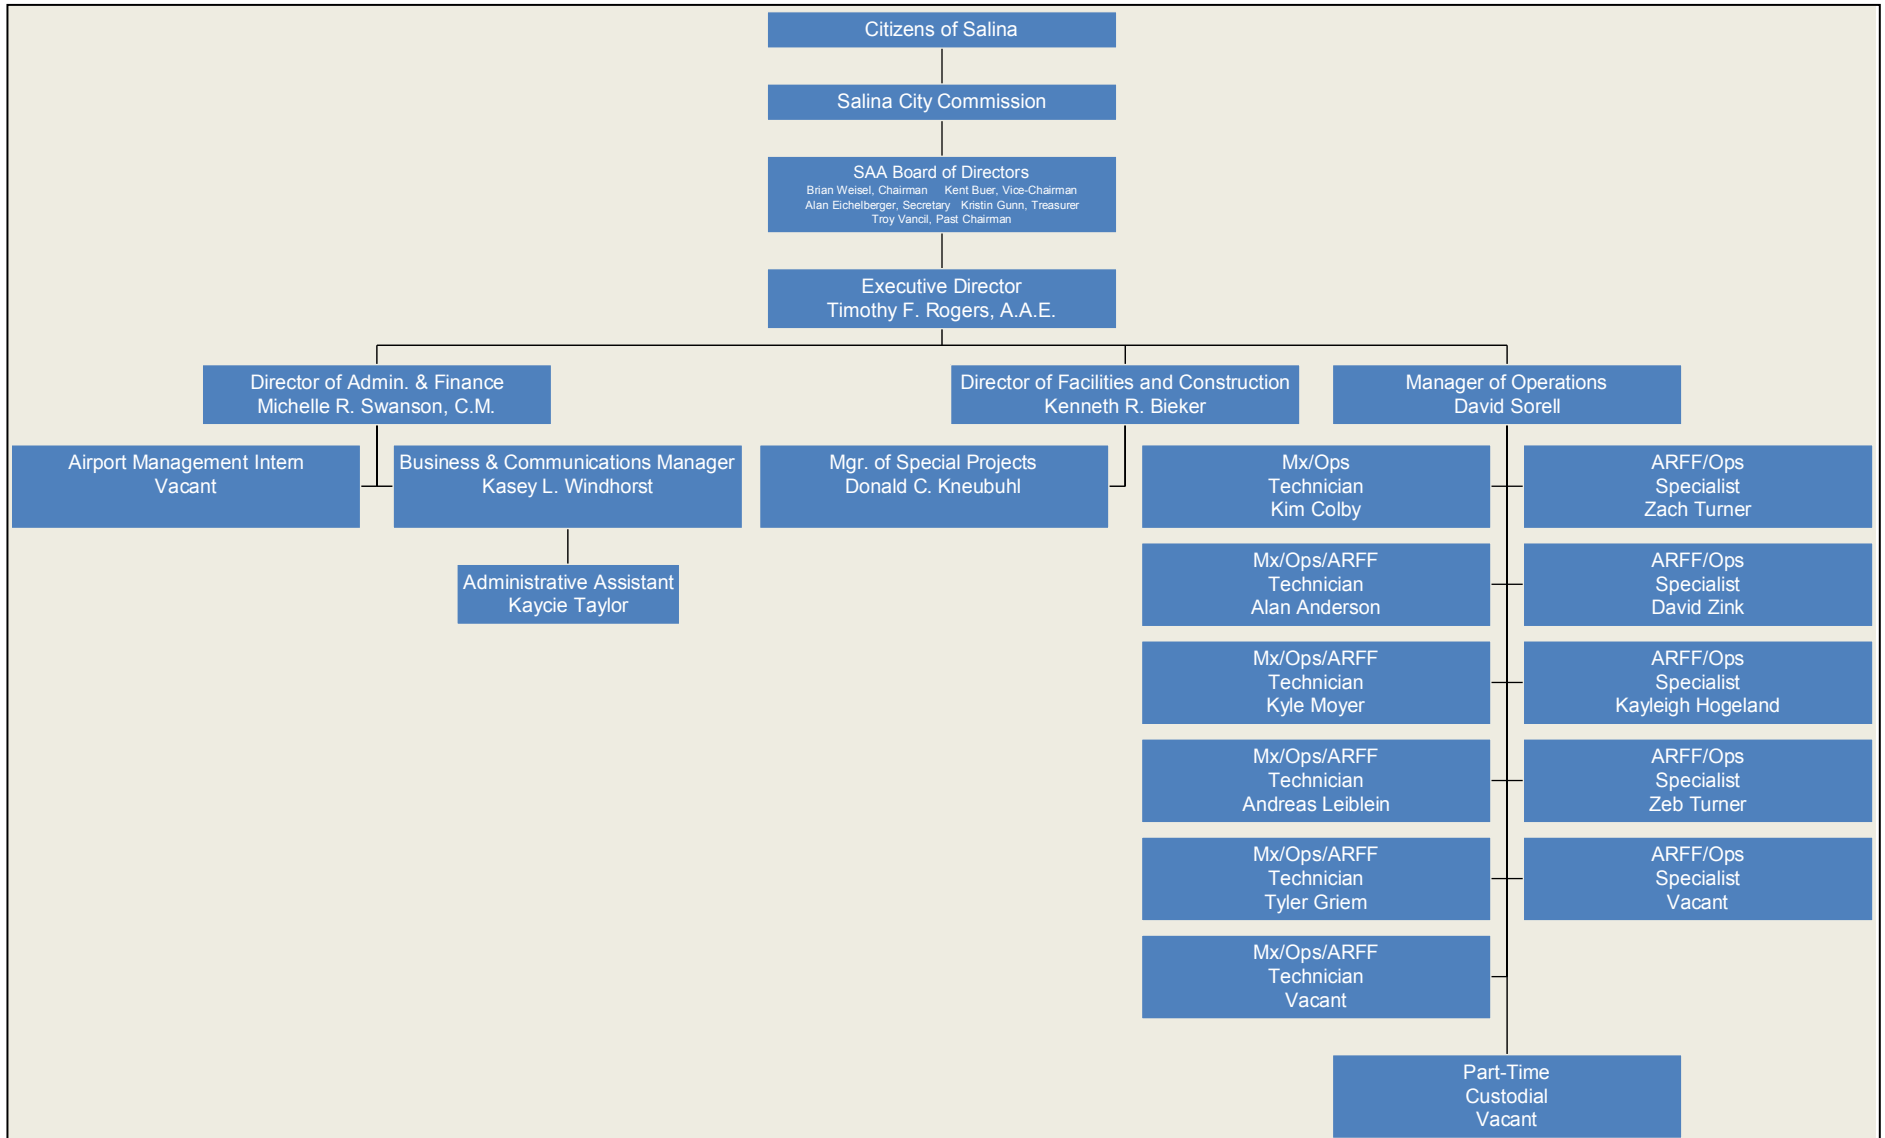 Citizens of Salina
Salina City Commission
SAA Board of Directors
Brian Weisel, Chairman Kent Buer, Vice-Chairman
Alan Eichelberger, Secretary Kristin Gunn, Treasurer
Troy Vancil, Past Chairman
Executive Director
Timothy F. Rogers, A.A.E.
Director of Admin. & Finance
Michelle R. Swanson, C.M.
Director of Facilities and Construction
Kenneth R. Bieker
Manager of Operations
David Sorell
Airport Management Intern
Vacant
Business & Communications Manager
Kasey L. Windhorst
Mgr. of Special Projects
Donald C. Kneubuhl
Mx/Ops
Technician
Kim Colby
ARFF/Ops
Specialist
Zach Turner
Administrative Assistant
Kaycie Taylor
Mx/Ops/ARFF
Technician
Alan Anderson
ARFF/Ops
Specialist
David Zink
Mx/Ops/ARFF
Technician
Kyle Moyer
ARFF/Ops
Specialist
Kayleigh Hogeland
Mx/Ops/ARFF
Technician
Andreas Leiblein
ARFF/Ops
Specialist
Zeb Turner
Mx/Ops/ARFF
Technician
Tyler Griem
ARFF/Ops
Specialist
Vacant
Mx/Ops/ARFF
Technician
Vacant
Part-Time
Custodial
Vacant